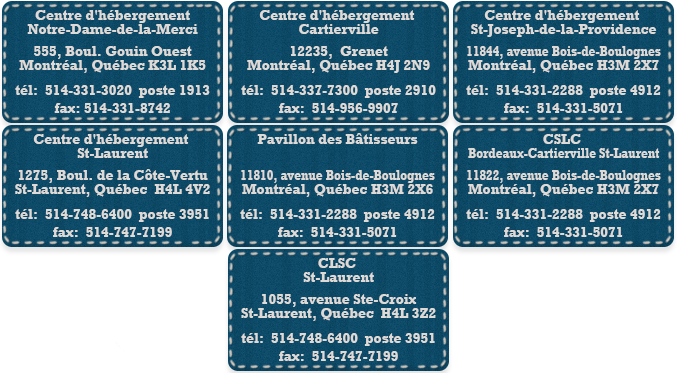 Centre d'hébergement
Notre-Dame-de-la-Merci
555, Boul. Gouin Ouest
Montréal, Québec K3L 1K5
tél: 514-331-3020 poste 1913
fax: 514-331-8742
Centre d'hébergement
Cartierville
12235, Grenet
Montréal, Québec H4J 2N9
tél: 514-337-7300 poste 2910
fax: 514-956-9907
Centre d'hébergement
St-Joseph-de-la-Providence
11844, avenue Bois-de-Boulognes
Montréal, Québec H3M 2X7
tél: 514-331-2288 poste 4912
fax: 514-331-5071
Centre d'hébergement
St-Laurent
1275, Boul. de la Côte-Vertu
St-Laurent, Québec H4L 4V2
tél: 514-748-6400 poste 3951
fax: 514-747-7199
Pavillon des Bâtisseurs
11810, avenue Bois-de-Boulognes
Montréal, Québec H3M 2X6
tél: 514-331-2288 poste 4912
fax: 514-331-5071
CSLC
Bordeaux-Cartierville St-Laurent
11822, avenue Bois-de-Boulognes
Montréal, Québec H3M 2X7
tél: 514-331-2288 poste 4912
fax: 514-331-5071
CLSC
St-Laurent
1055, avenue Ste-Croix
St-Laurent, Québec H4L 3Z2
tél: 514-748-6400 poste 3951
fax: 514-747-7199